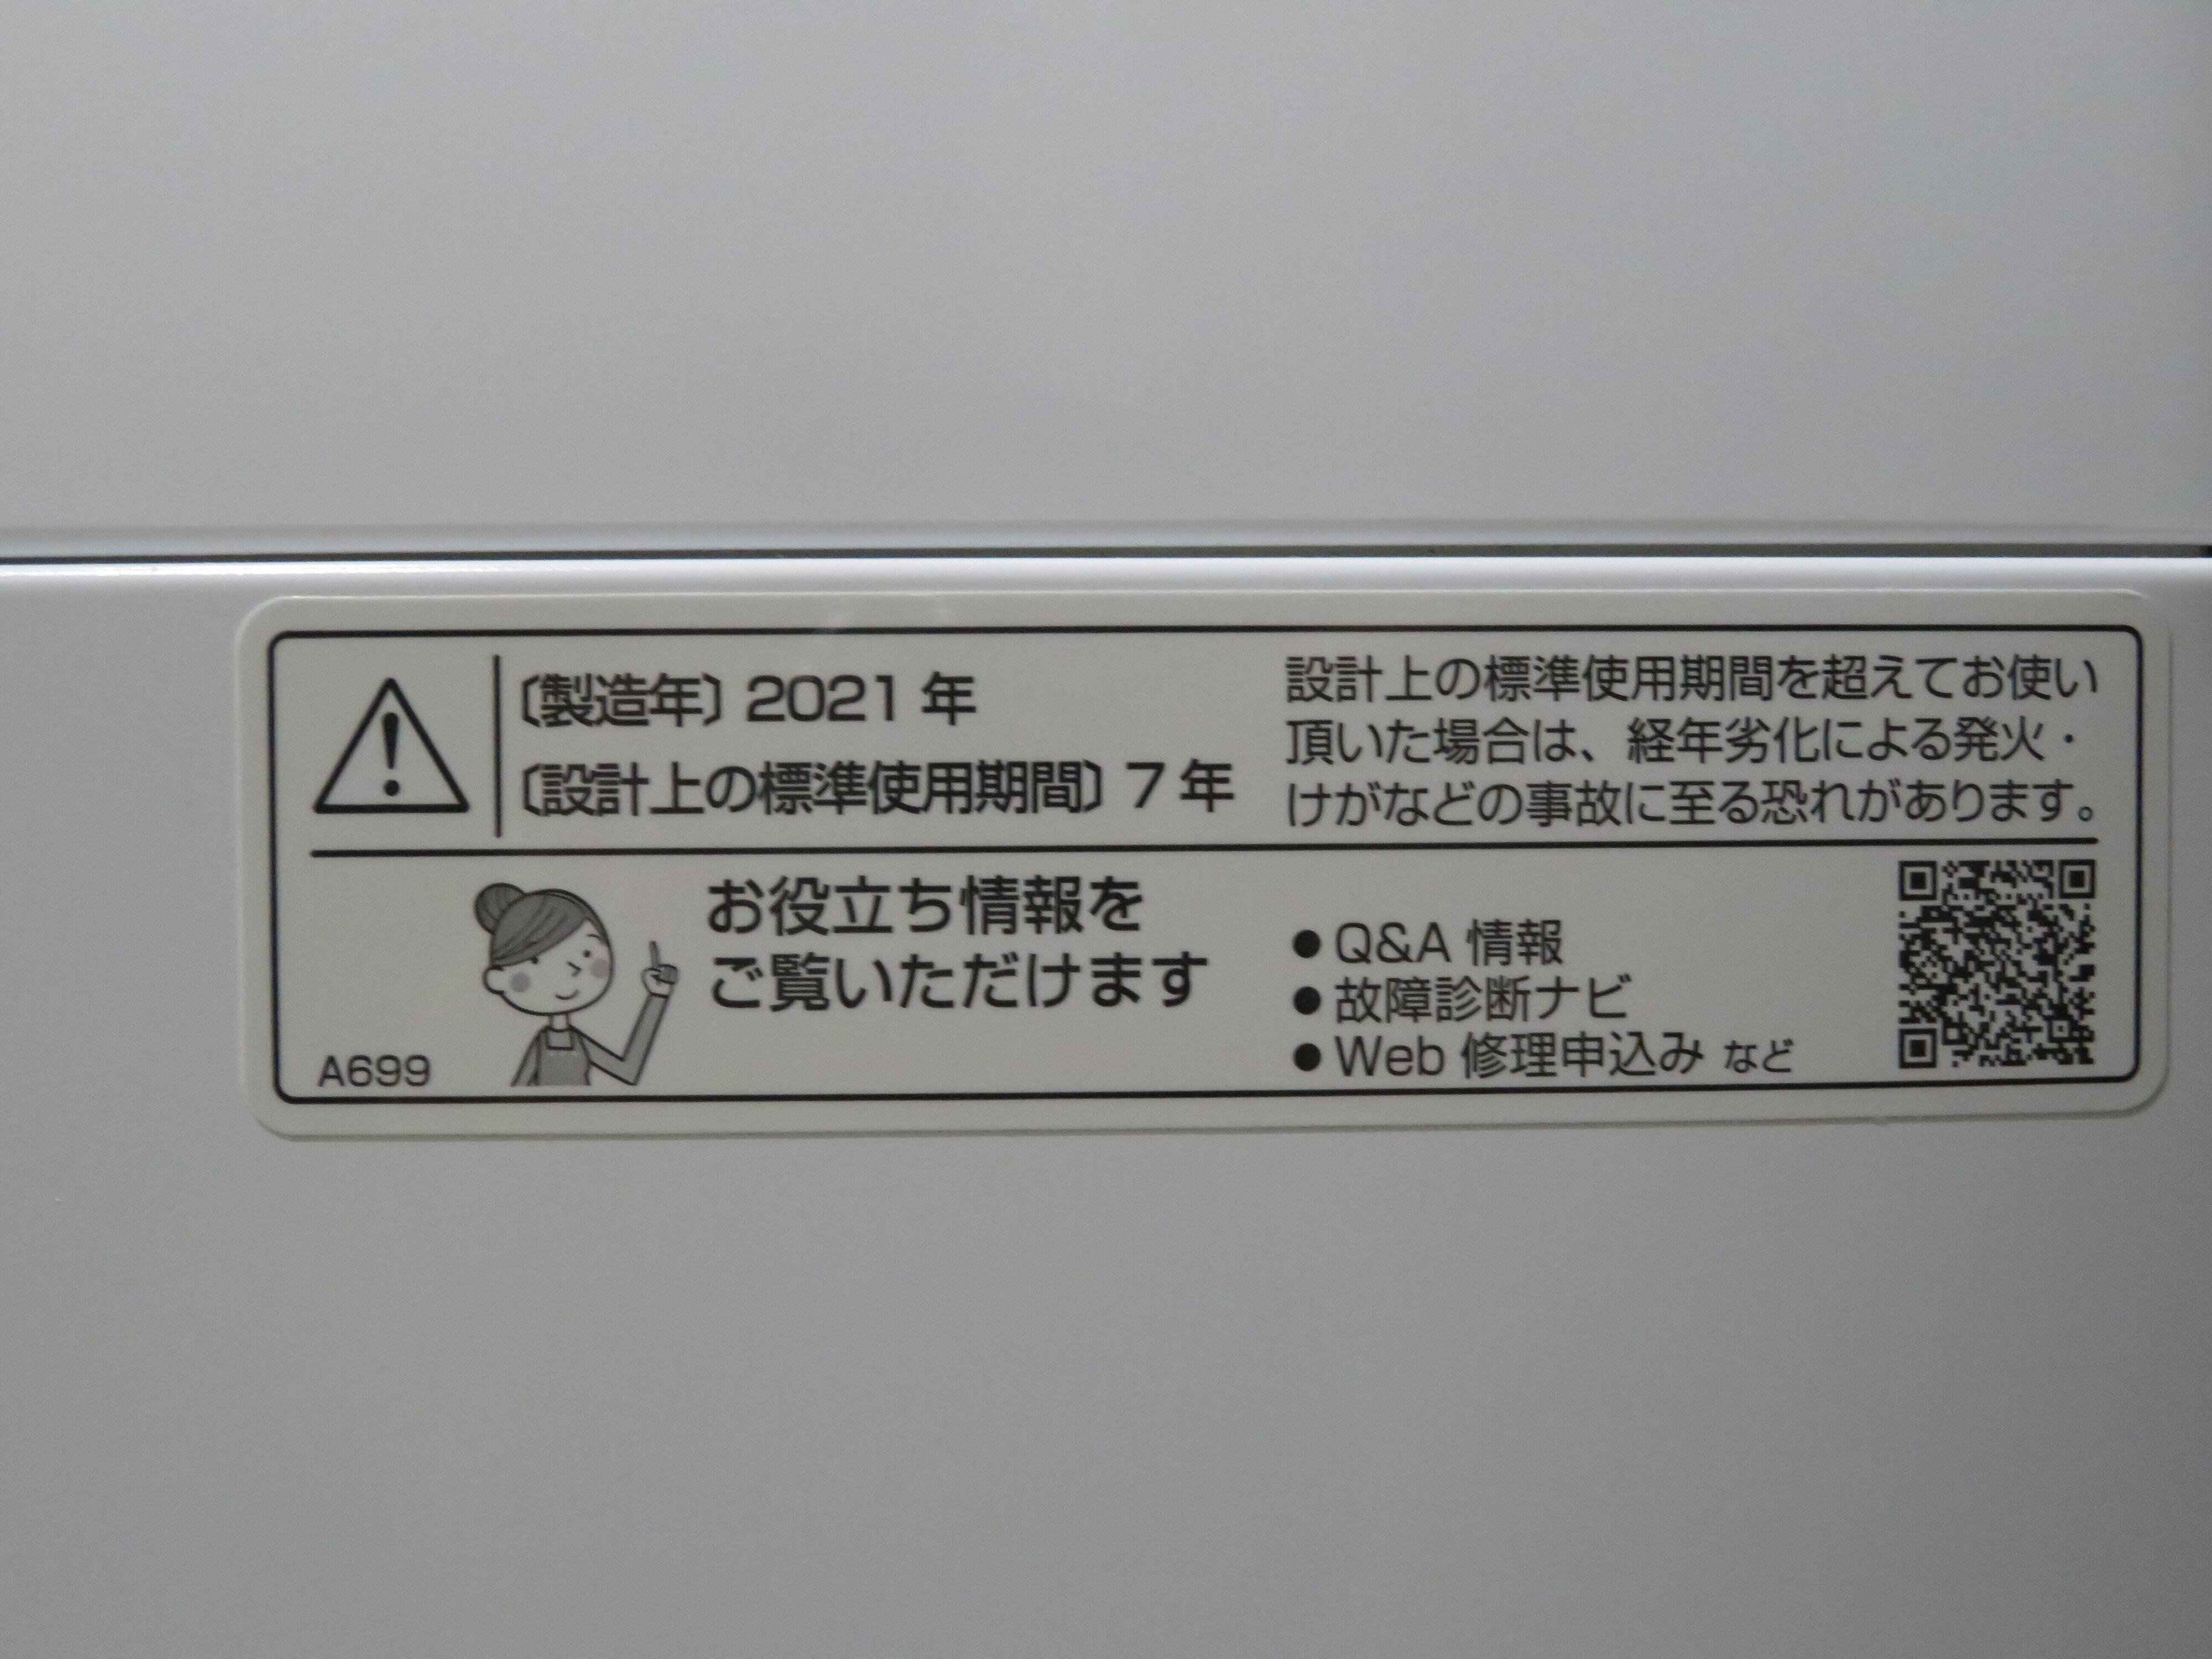 〔製造年〕 2021 年
〔設計上の標準使用期間〕 7 年
設計上の標準使用期間を超えてお使い
頂いた場合は、経年劣化による発火・
けがなどの事故に至る恐れがあります。
お役立ち情報を
ご覧いただけます
● Q&A 情報
● 故障診断ナビ
● Web 修理申込み など
A699